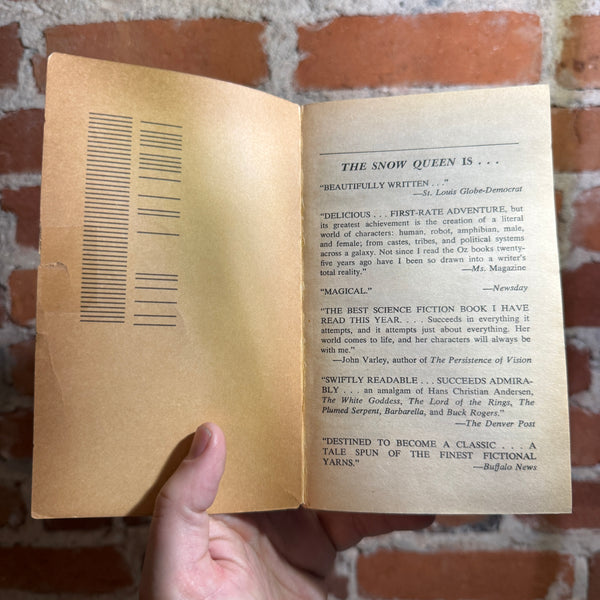 THE SNOW QUEEN IS . . .
"BEAUTIFULLY WRITTEN . . ."
—St. Louis Globe-Democrat
"DELICIOUS . . . FIRST-RATE ADVENTURE, but
its greatest achievement is the creation of a literal
world of characters: human, robot, amphibian, male,
and female; from castes, tribes, and political systems
across a galaxy. Not since I read the Oz books twenty-
five years ago have I been so drawn into a writer's
total reality." —Ms. Magazine
"MAGICAL." —Newsday
"THE BEST SCIENCE FICTION BOOK I HAVE
READ THIS YEAR. . . . Succeeds in everything it
attempts, and it attempts just about everything. Her
world comes to life, and her characters will always be
with me."
—John Varley, author of The Persistence of Vision
"SWIFTLY READABLE . . . SUCCEEDS ADMIRA-
BLY . . . an amalgam of Hans Christian Andersen,
The White Goddess, The Lord of the Rings, The
Plumed Serpent, Barbarella, and Buck Rogers."
—The Denver Post
"DESTINED TO BECOME A CLASSIC . . . A
TALE SPUN OF THE FINEST FICTIONAL
YARNS." —Buffalo News